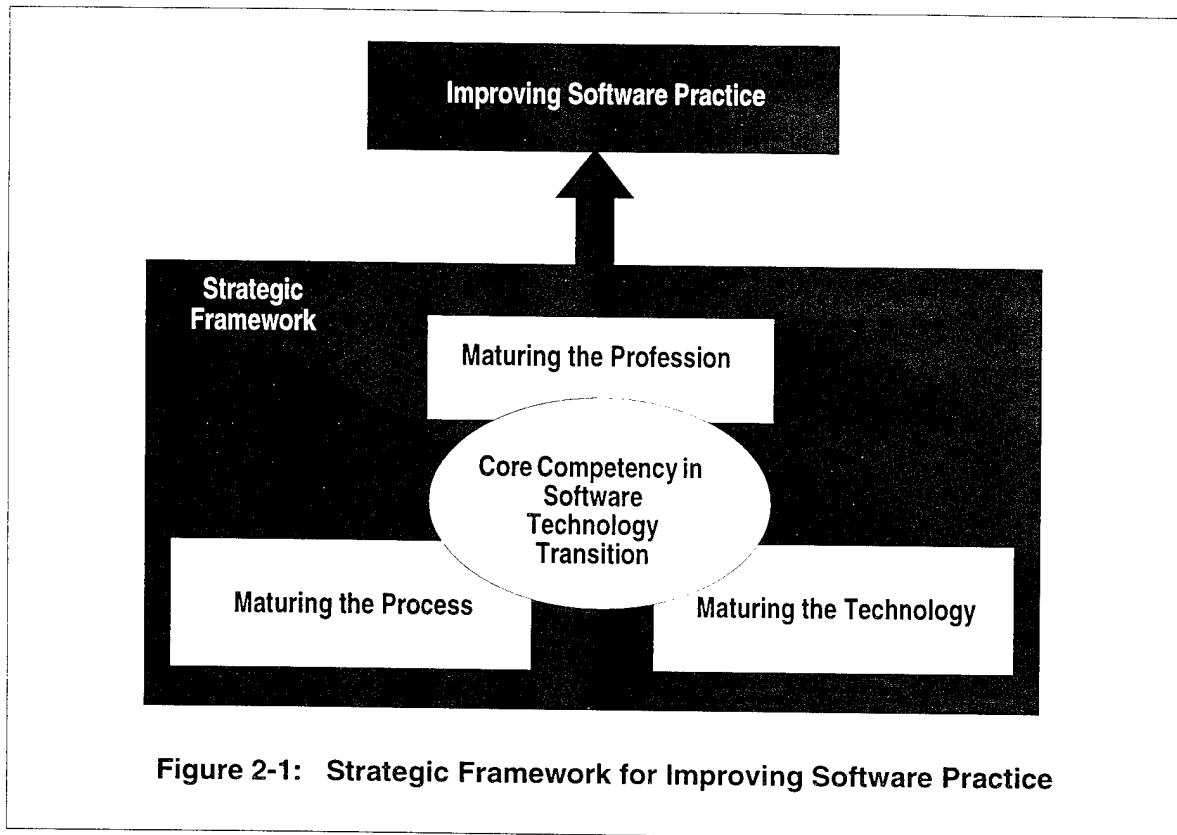 Improving Software Practice
Strategic
Framework
Maturing the Profession
Core Competency in
Software
Technology
Transition
Maturing the Process
Maturing the Technology
Figure 2-1: Strategic Framework for Improving Software Practice